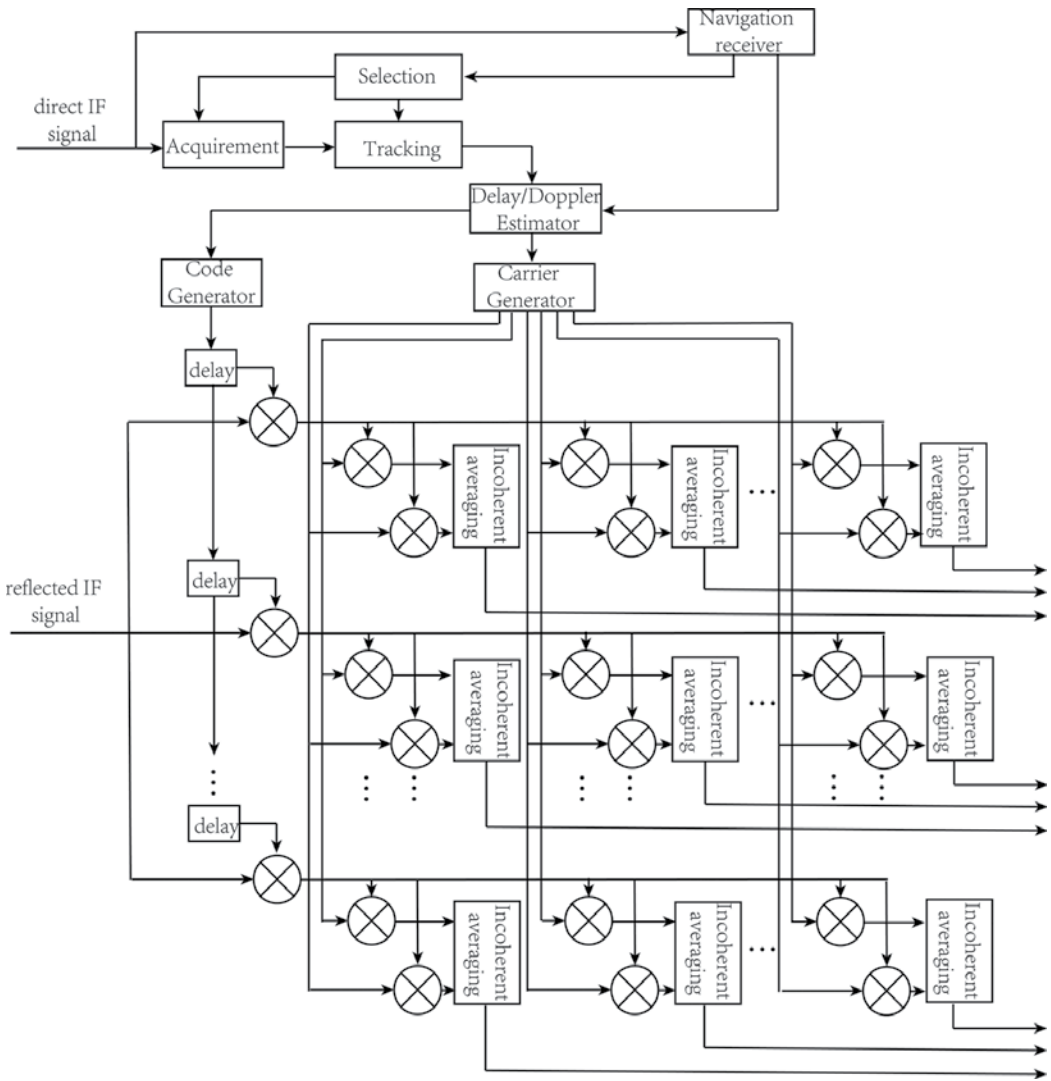 Navigation
receiver
Selection
direct IF
signal
Acquirement
Tracking
Delay/Doppler
Estimator
Code
Generator
Carrier
Generator
delay
Incoherent
averaging
Incoherent
averaging
...
Incoherent
averaging
delay
reflected IF
signal
Incoherent
averaging
Incoherent
averaging
...
Incoherent
averaging
delay
Incoherent
averaging
Incoherent
averaging
...
Incoherent
averaging